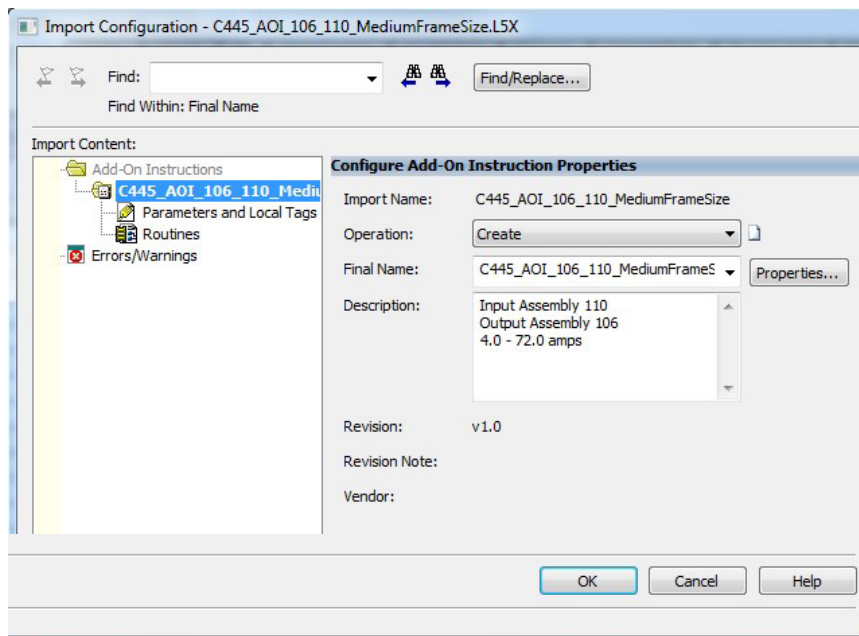 Import Configuration - C445_AOI_106_110_MediumFrameSize.L5X
Find:
Find/Replace...
Find Within: Final Name
Import Content:
Add-On Instructions
C445_AOI_106_110_Mediu
Parameters and Local Tags
Routines
Errors/Warnings
Configure Add-On Instruction Properties
Import Name: C445_AOI_106_110_MediumFrameSize
Operation: Create
Final Name: C445_AOI_106_110_MediumFrameS
Properties...
Description: Input Assembly 110
Output Assembly 106
4.0 - 72.0 amps
Revision: v1.0
Revision Note:
Vendor:
OK Cancel Help